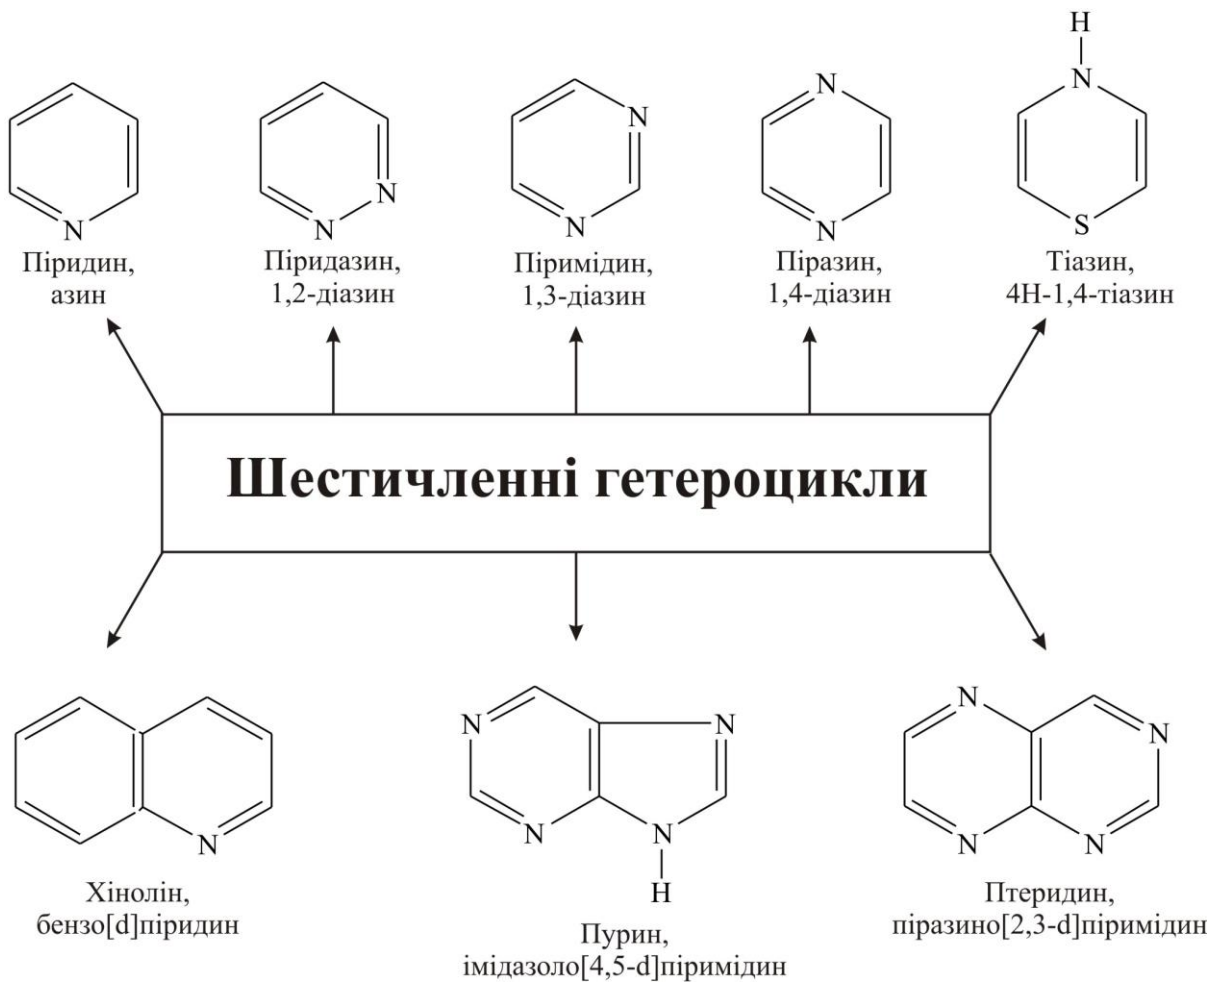 H
N
N
N
N
N
N
N
N
N
S
Піридин,
азин
Піридазин,
1,2-діазин
Піримідин,
1,3-діазин
Піразин,
1,4-діазин
Тіазин,
4Н-1,4-тіазин
Шестичленні гетероцикли
N
N
N
N
N
N
N
N
N
H
Хінолін,
бензо[d]піридин
Пурин,
імідазоло[4,5-d]піримідин
Птеридин,
піразино[2,3-d]піримідин